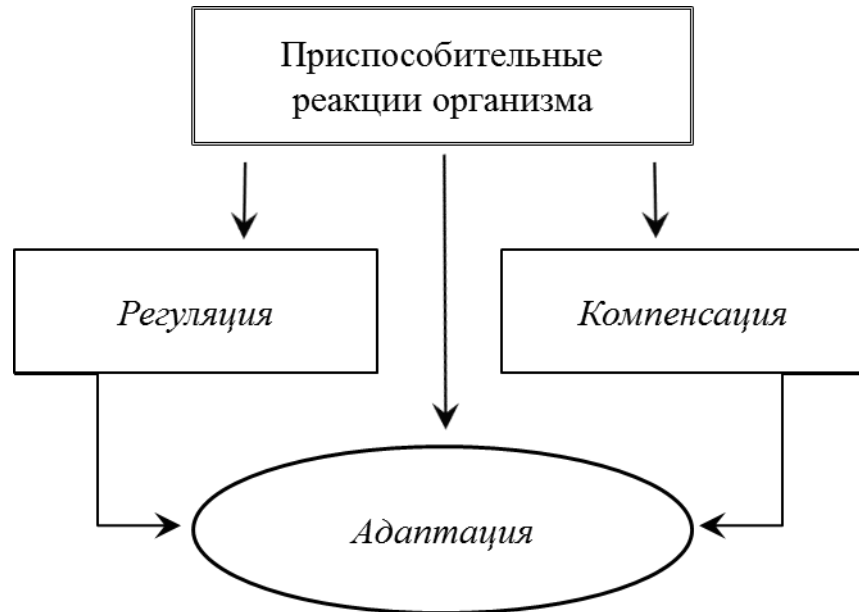 Приспособительные
реакции организма
Регуляция
Компенсация
Адаптация